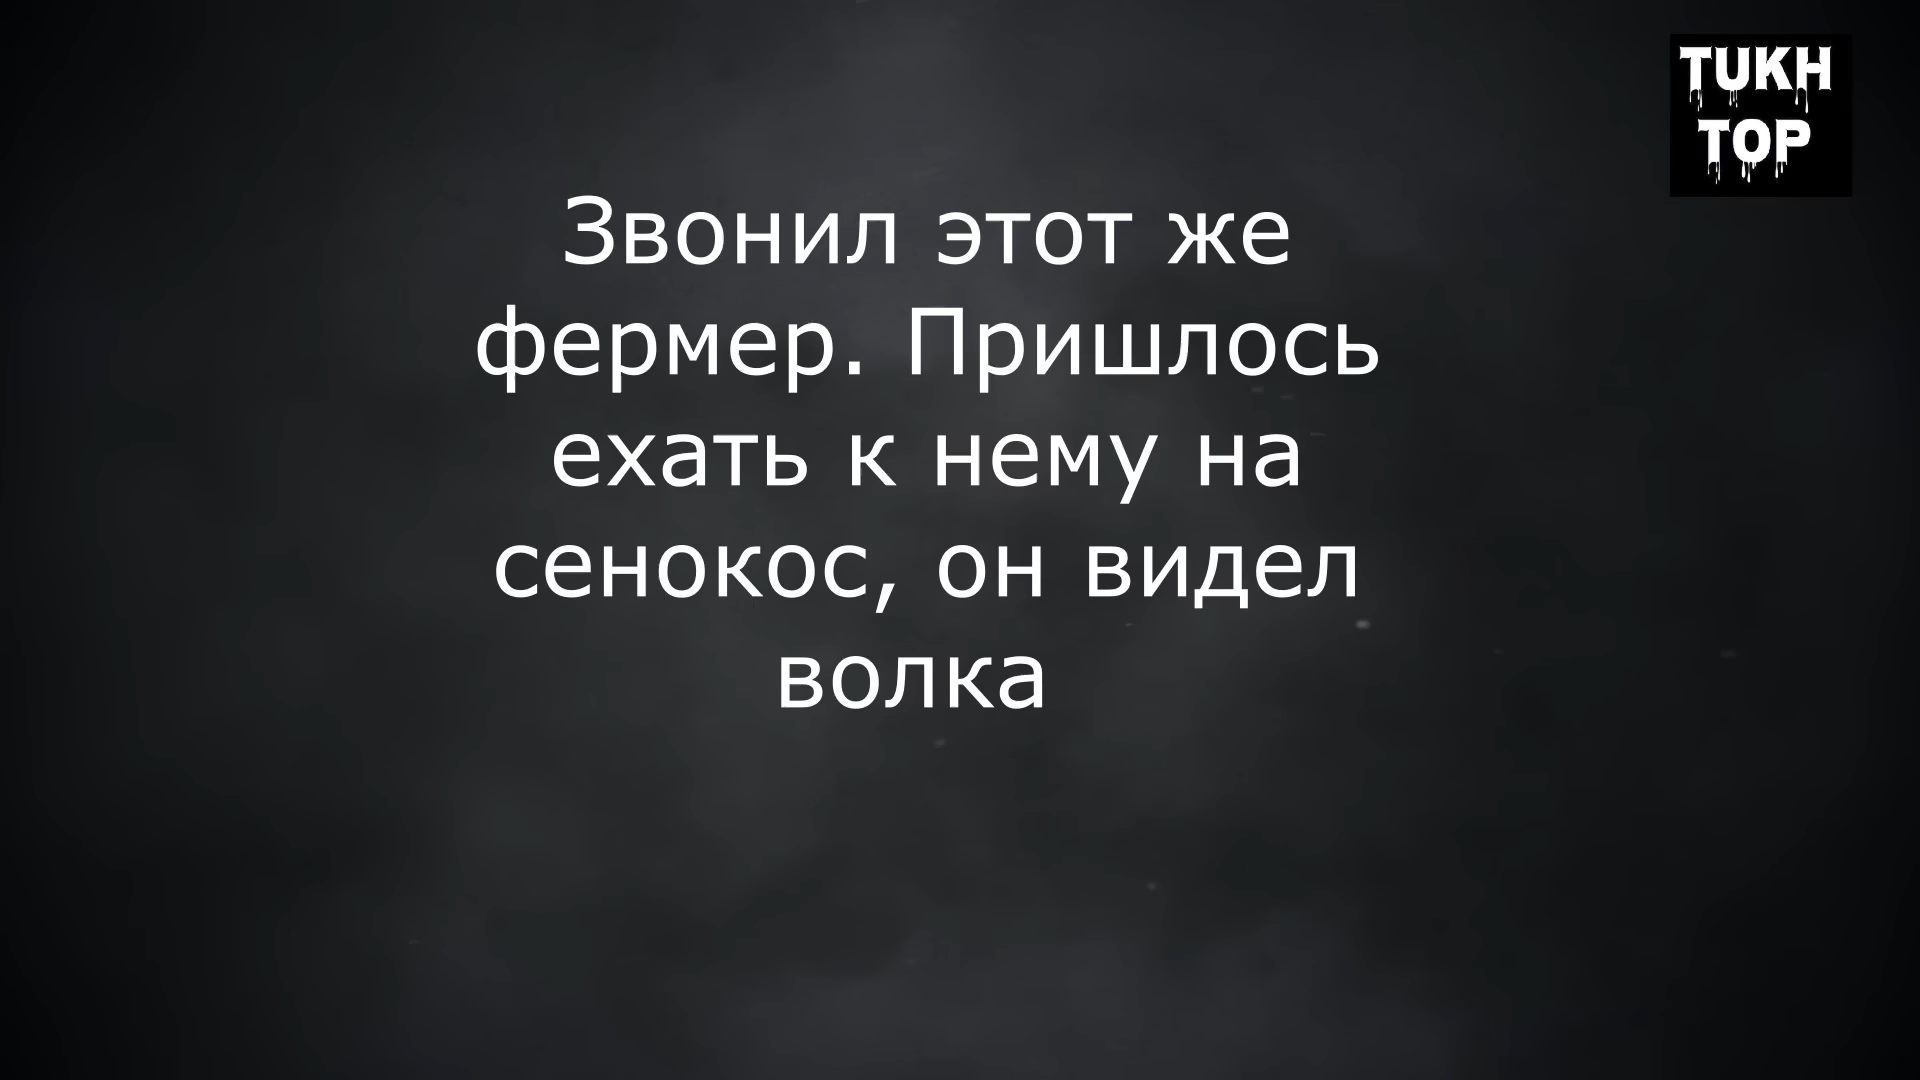 TUKH
TOP
Звонил этот же
фермер. Пришлось
ехать к нему на
сенокос, он видел
волка